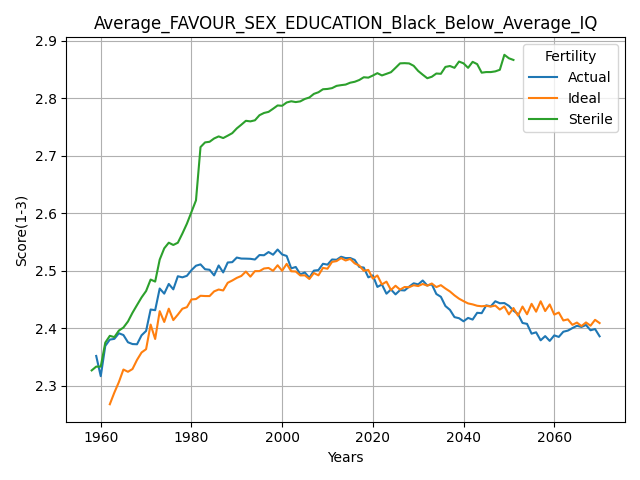 Average_FAVOUR_SEX_EDUCATION_Black_Below_Average_IQ
2.9
2.8
2.7
2.6
2.5
2.4
2.3
Score(1-3)
Fertility
Actual
Ideal
Sterile
1960 1980 2000 2020 2040 2060
Years